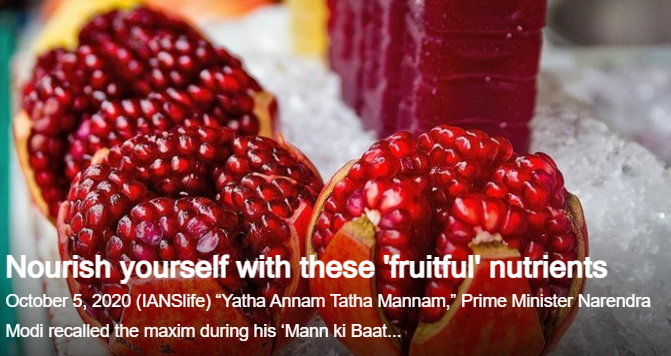 Nourish yourself with these 'fruitful' nutrients
October 5, 2020 (IANSlife) “Yatha Annam Tatha Mannam,” Prime Minister Narendra
Modi recalled the maxim during his ‘Mann ki Baat...